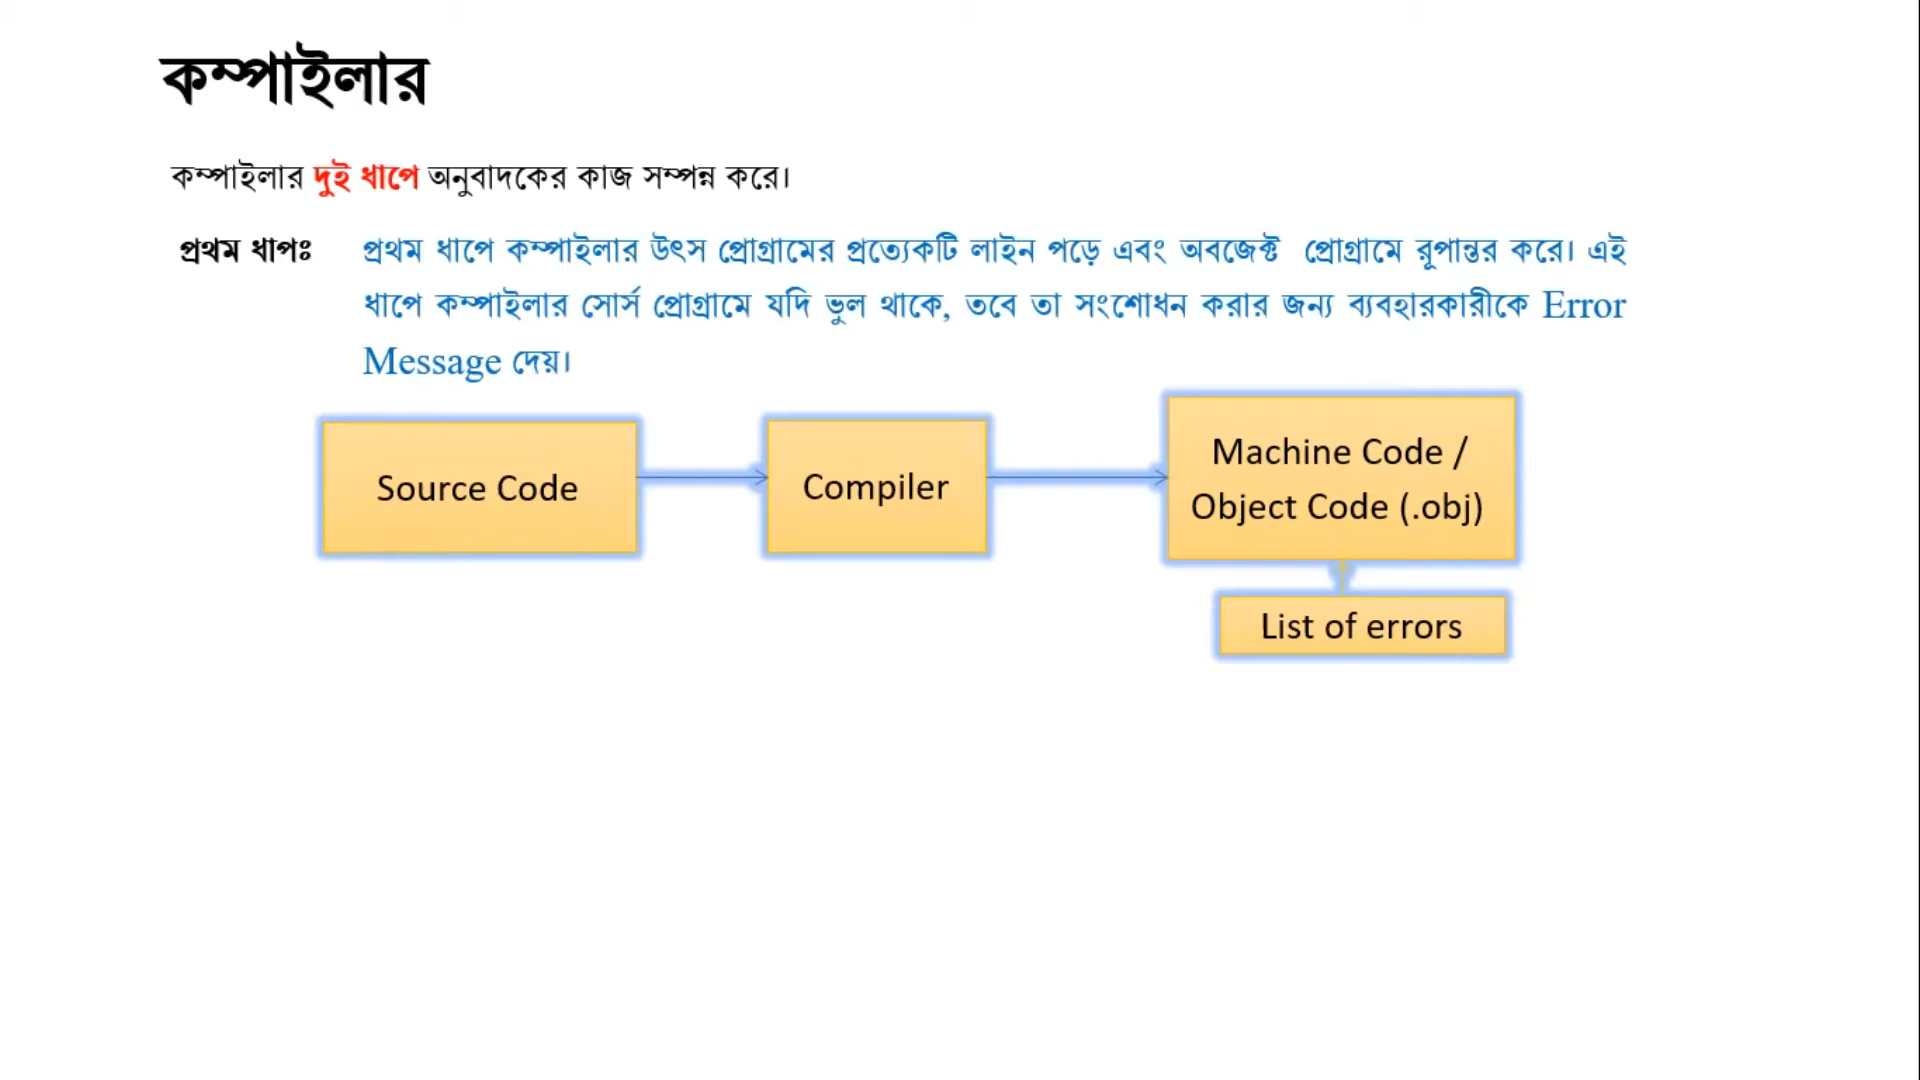 কম্পাইলার
কম্পাইলার দুই ধাপে অনুবাদকের কাজ সম্পন্ন করে।
প্রথম ধাপঃ প্রথম ধাপে কম্পাইলার উৎস প্রোগ্রামের প্রত্যেকটি লাইন পড়ে এবং অবজেক্ট প্রোগ্রামে রূপান্তর করে। এই
ধাপে কম্পাইলার সোর্স প্রোগ্রামে যদি ভুল থাকে, তবে তা সংশোধন করার জন্য ব্যবহারকারীকে Error
Message দেয়।
Source Code
Compiler
Machine Code /
Object Code (.obj)
List of errors